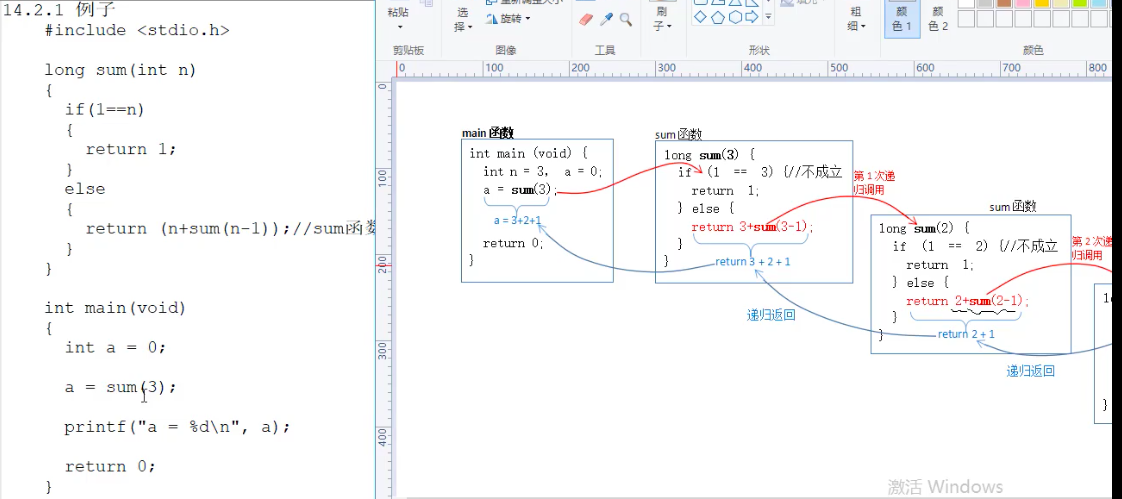 14.2.1 例子
#include <stdio.h>
long sum(int n)
{
if(1==n)
{
return 1;
}
else
{
return (n+sum(n-1));//sum函数
}
}
int main(void)
{
int a = 0;
a = sum(3);
printf("a = %d\n", a);
return 0;
}
粘贴
剪贴板
选择
重新调整大小
旋转
图像
工具
刷子
形状
粗细
颜色 1
颜色 2
颜色
0 100 200 300 400 500 600 700 800
0
100
200
300
400
main 函数
int main (void) {
int n = 3, a = 0;
a = sum(3);
a = 3+2+1
return 0;
}
sum 函数
long sum(3) {
if (1 == 3) {//不成立
return 1;
} else {
return 3+sum(3-1);
}
return 3 + 2 + 1
}
第 1 次递
归调用
递归返回
sum 函数
long sum(2) {
if (1 == 2) {//不成立
return 1;
} else {
return 2+sum(2-1);
}
return 2 + 1
}
第 2 次递
归调用
递归返回
}
激活 Windows